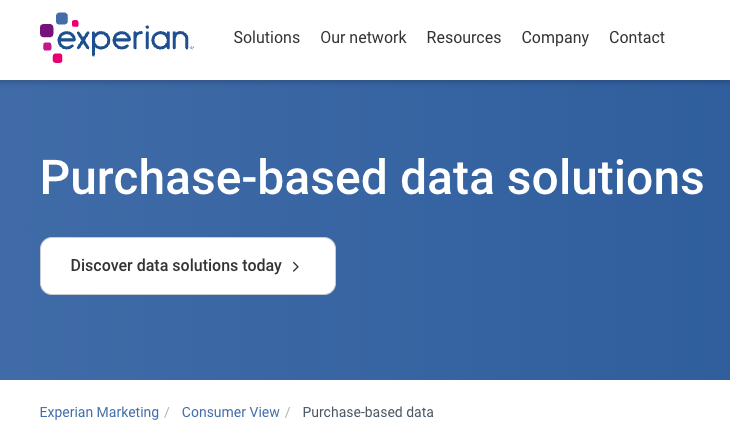 experian
Solutions Our network Resources Company Contact
Purchase-based data solutions
Discover data solutions today
Experian Marketing / Consumer View / Purchase-based data